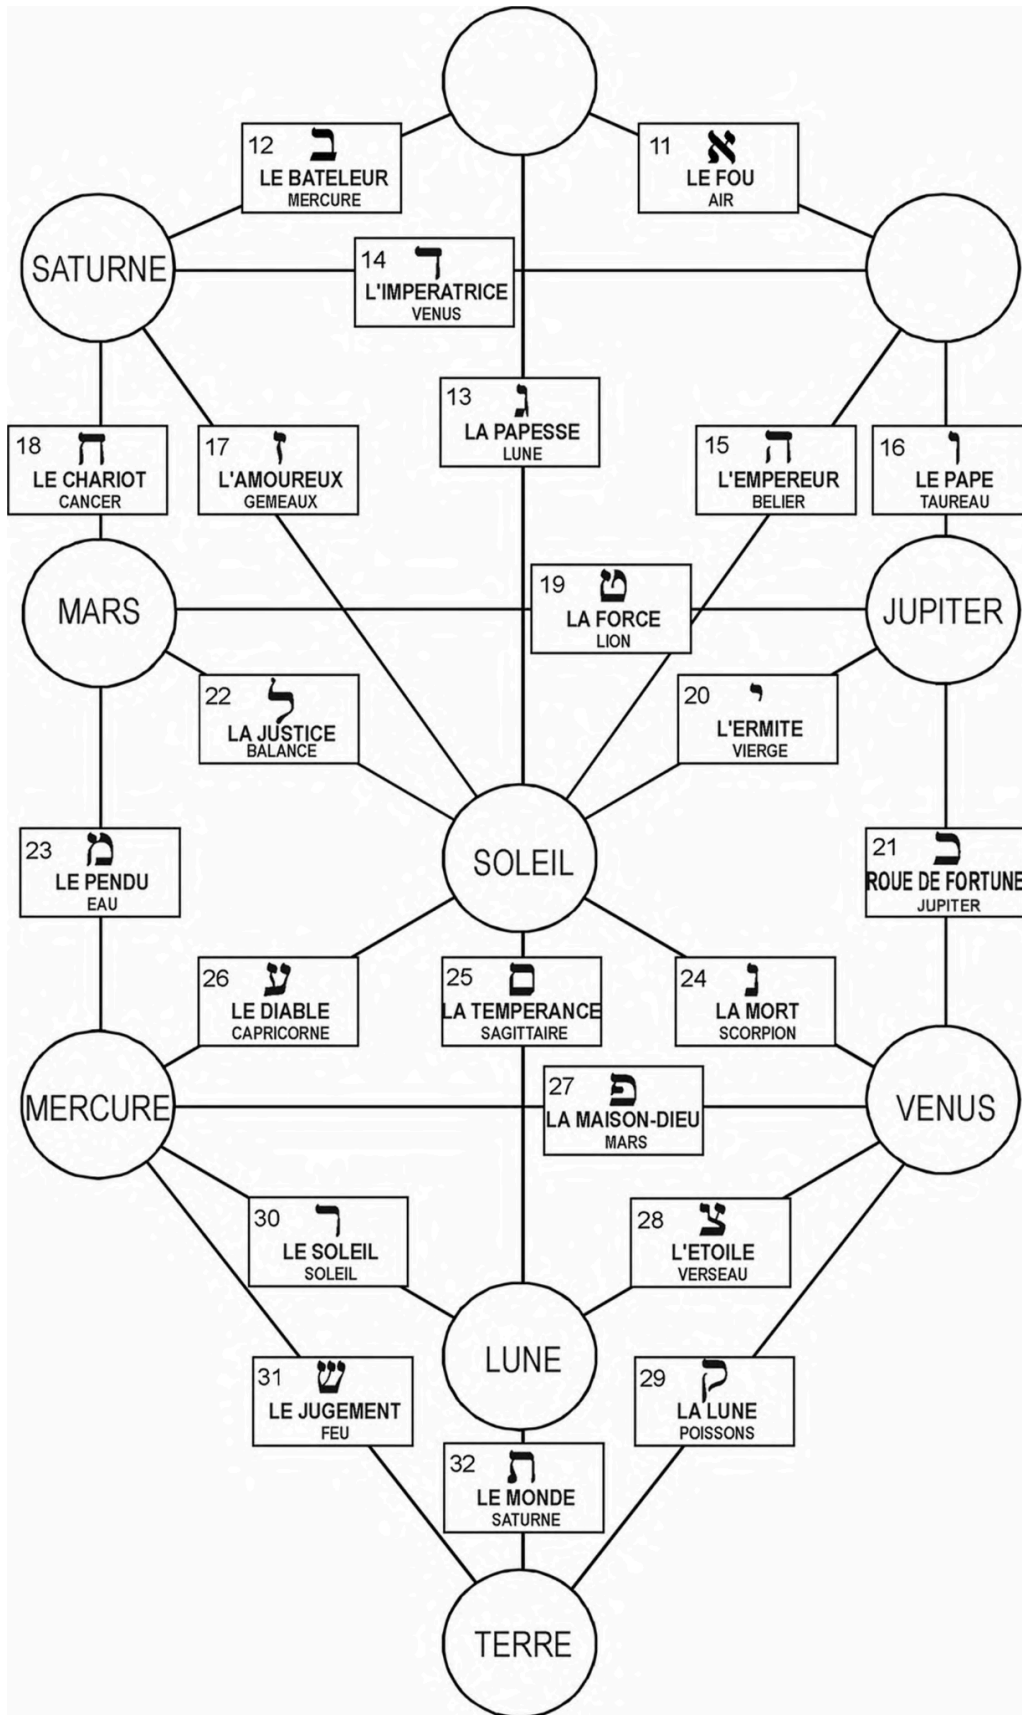 12 ב
LE BATELEUR
MERCURE
11 א
LE FOU
AIR
SATURNE
14 ד
L'IMPERATRICE
VENUS
13 ג
LA PAPESSE
LUNE
18 ח
LE CHARIOT
CANCER
17 ז
L'AMOUREUX
GEMEAUX
15 ה
L'EMPEREUR
BELIER
16 ו
LE PAPE
TAUREAU
MARS
19 ט
LA FORCE
LION
JUPITER
22 ל
LA JUSTICE
BALANCE
20 י
L'ERMITE
VIERGE
SOLEIL
23 מ
LE PENDU
EAU
21 כ
ROUE DE FORTUNE
JUPITER
26 ע
LE DIABLE
CAPRICORNE
25 ם
LA TEMPERANCE
SAGITTAIRE
24 נ
LA MORT
SCORPION
MERCURE
27 פ
LA MAISON-DIEU
MARS
VENUS
30 ר
LE SOLEIL
SOLEIL
28 צ
L'ETOILE
VERSEAU
LUNE
31 ש
LE JUGEMENT
FEU
29 ק
LA LUNE
POISSONS
32 ת
LE MONDE
SATURNE
TERRE